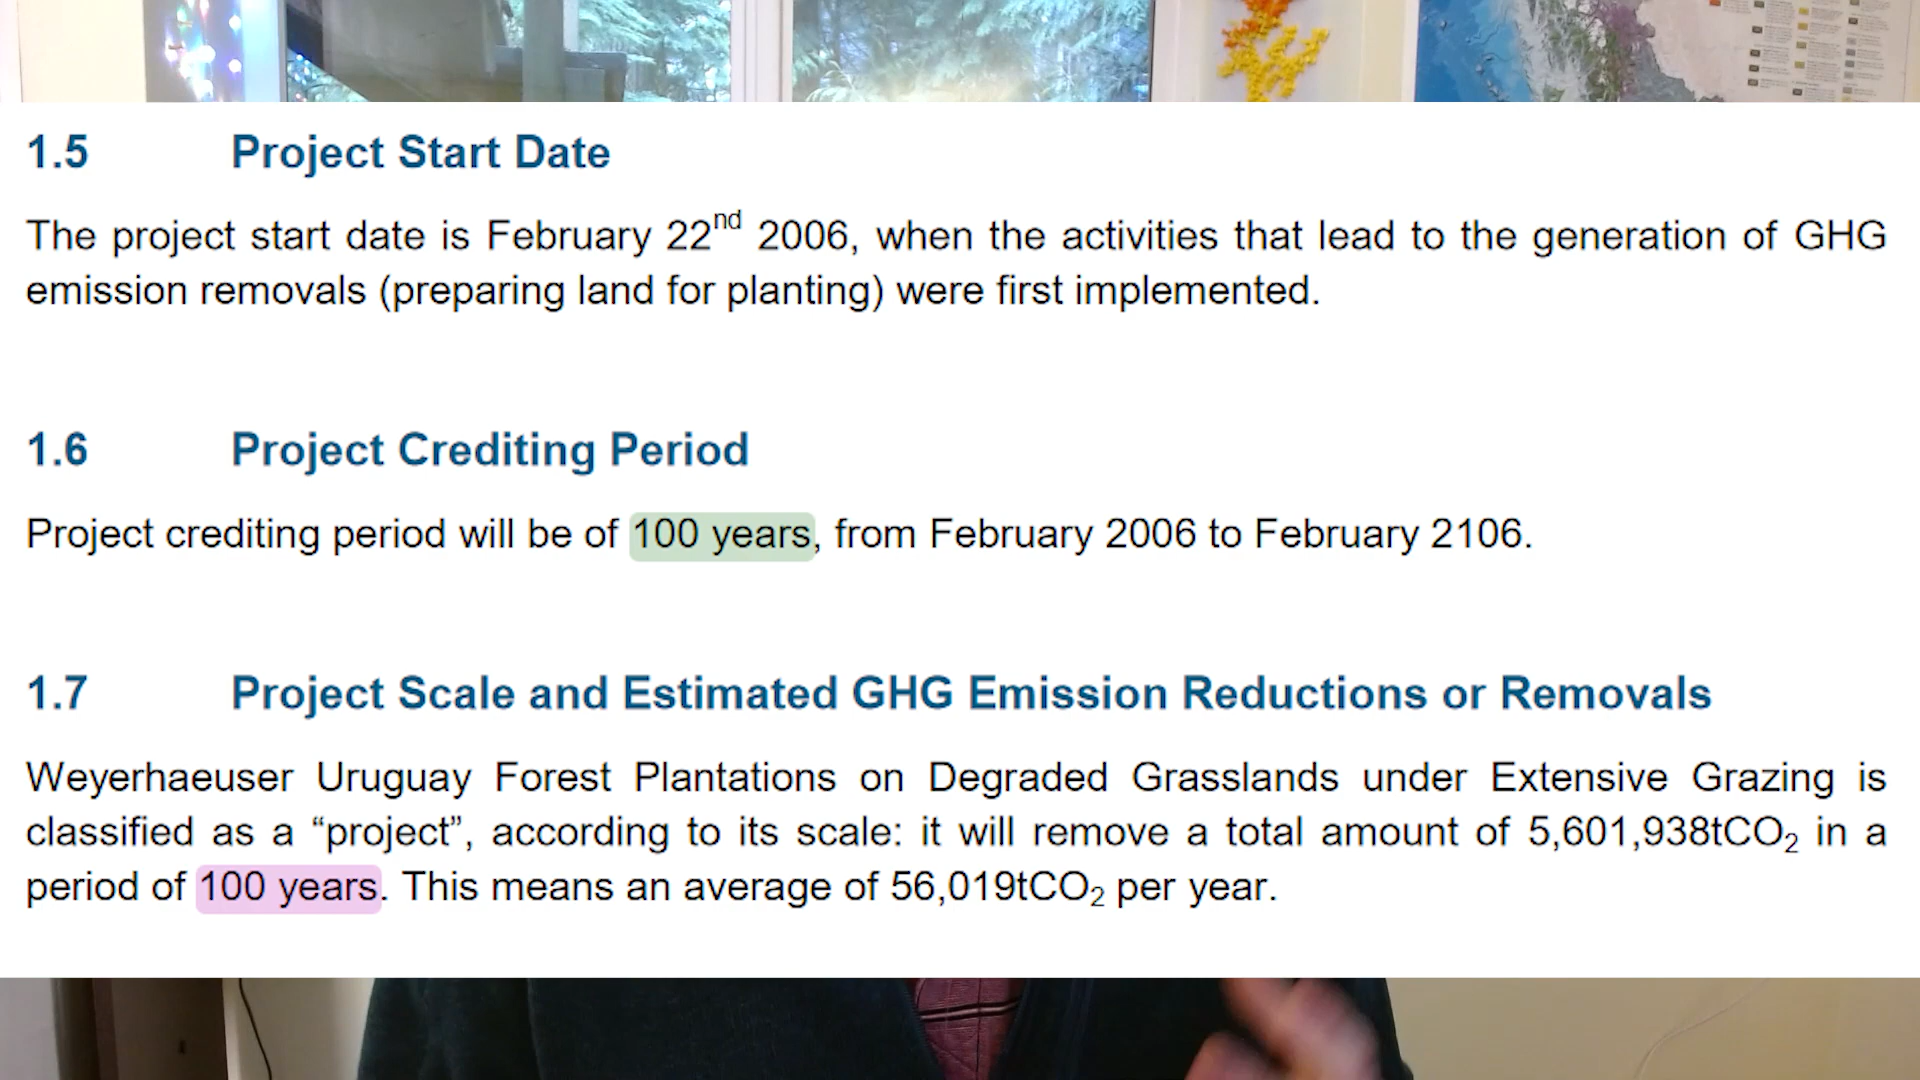 1.5 Project Start Date
The project start date is February 22nd 2006, when the activities that lead to the generation of GHG
emission removals (preparing land for planting) were first implemented.
1.6 Project Crediting Period
Project crediting period will be of 100 years, from February 2006 to February 2106.
1.7 Project Scale and Estimated GHG Emission Reductions or Removals
Weyerhaeuser Uruguay Forest Plantations on Degraded Grasslands under Extensive Grazing is
classified as a “project”, according to its scale: it will remove a total amount of 5,601,938tCO₂ in a
period of 100 years. This means an average of 56,019tCO₂ per year.